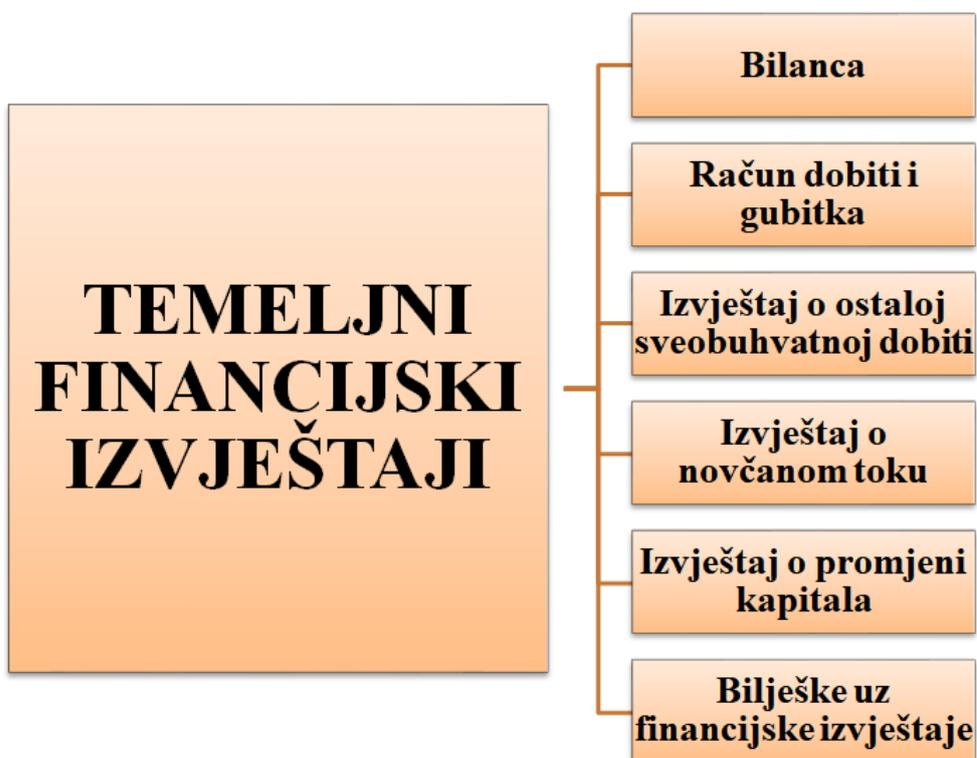 TEMELJNI
FINANCIJSKI
IZVJEŠTAJI
Bilanca
Račun dobiti i
gubitka
Izvještaj o ostaloj
sveobuhvatnoj dobiti
Izvještaj o
novčanom toku
Izvještaj o promjeni
kapitala
Bilješke uz
financijske izvještaje